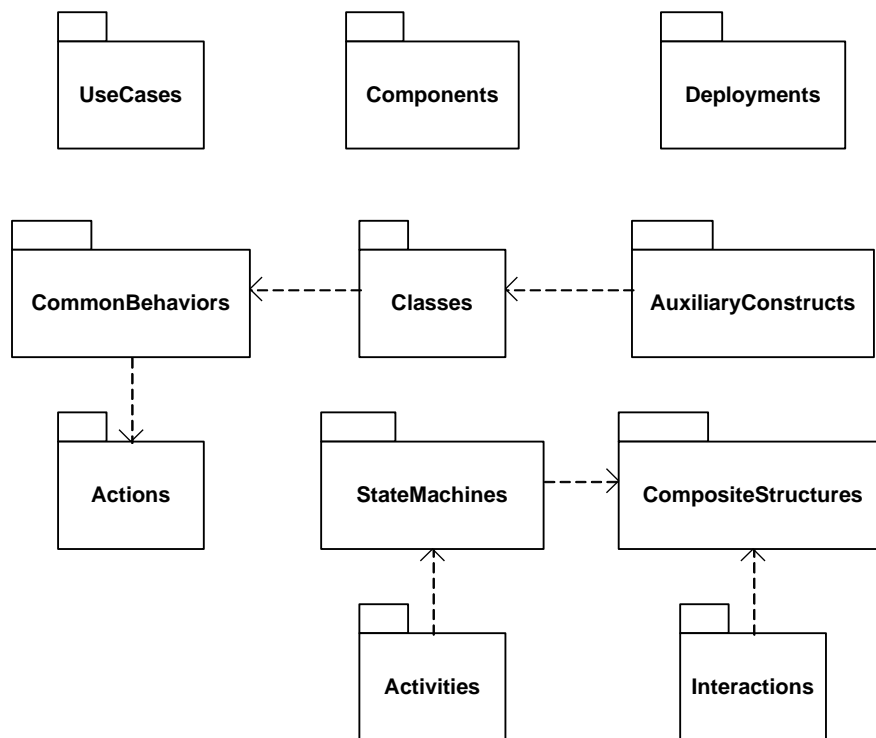 UseCases
Components
Deployments
CommonBehaviors
Classes
AuxiliaryConstructs
Actions
StateMachines
CompositeStructures
Activities
Interactions